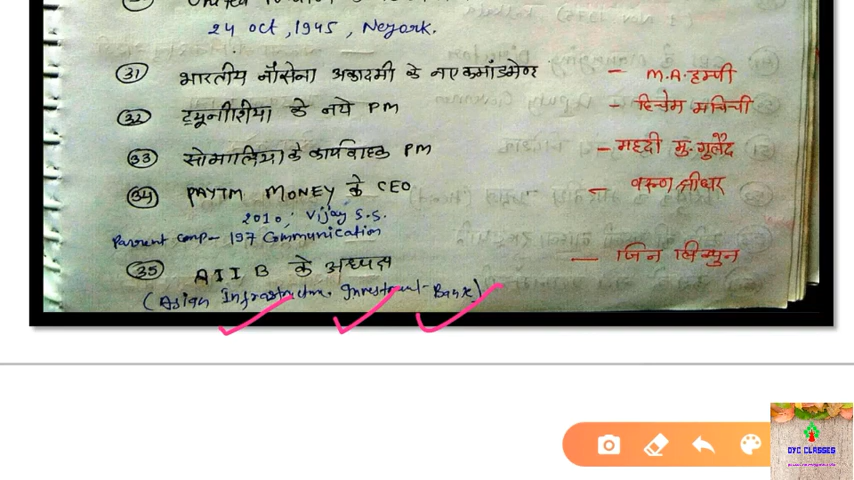 24 oct, 1945, Neyork.
31 भारतीय नौसेना अकादमी के नए कमांडमेण्ट - M.A. हम्पी
32 ट्यूनीशिया के नये PM - हिचेम मचिची
33 सोमालिया के कार्यवाहक PM - महदी मु. गुलैद
34 PAYTM MONEY के CEO - वरुण श्रीधर
2010, Vijay S.S.
Parrent comp - 197 Communication
35 AIIB के अध्यक्ष - जिन लिक्युन
(Asian Infrastructure Investment Bank)
DYC CLASSES